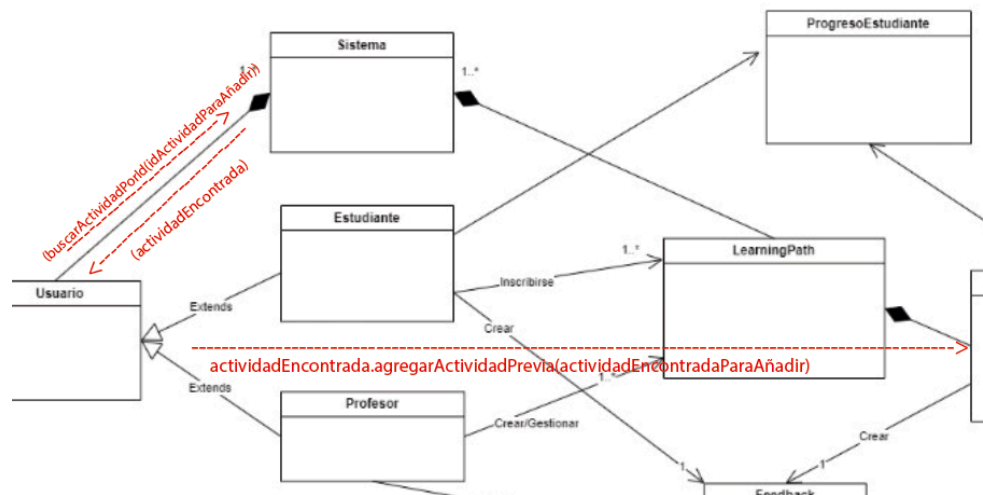 ProgresoEstudiante
Sistema
1..*
1..*
(buscarActividadPorId(idActividadParaAñadir))
(actividadEncontrada)
Estudiante
1..*
LearningPath
Inscribirse
Usuario
Extends
Crear
actividadEncontrada.agregarActividadPrevia(actividadEncontradaParaAñadir)
1..*
Extends
Profesor
Crear/Gestionar
Crear
1
1
Feedback